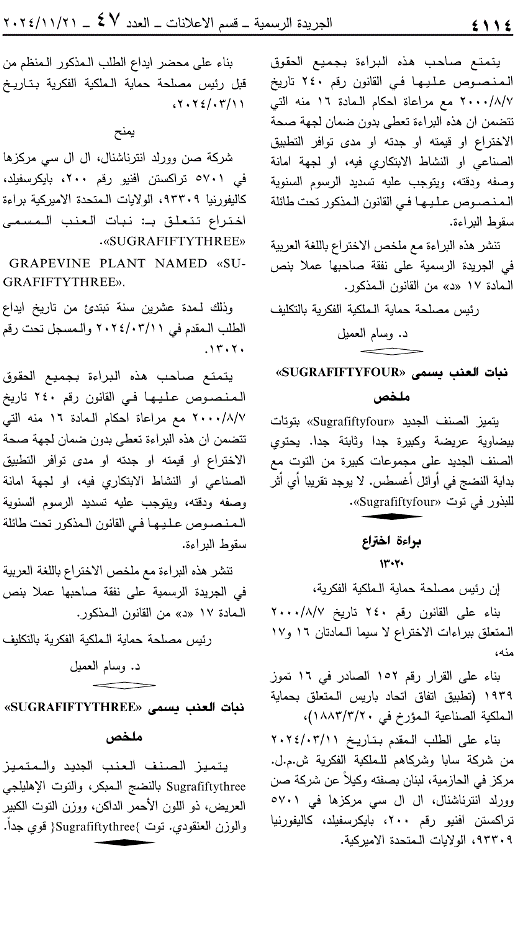 ٤١١٤
الجريدة الرسمية ــ قسم الاعلانات ــ العدد ٤٧ ــ ٢٠٢٤/١١/٢١
يتمتع صاحب هذه البراءة بجميع الحقوق
المنصوص عليها في القانون رقم ٢٤٠ تاريخ
٢٠٠٠/٨/٧ مع مراعاة احكام المادة ١٦ منه التي
تتضمن ان هذه البراءة تعطى بدون ضمان لجهة صحة
الاختراع او قيمته او جدته او مدى توافر التطبيق
الصناعي او النشاط الابتكاري فيه، او لجهة امانة
وصفه ودقته، ويتوجب عليه تسديد الرسوم السنوية
المنصوص عليها في القانون المذكور تحت طائلة
سقوط البراءة.
تنشر هذه البراءة مع ملخص الاختراع باللغة العربية
في الجريدة الرسمية على نفقة صاحبها عملا بنص
المادة ١٧ «د» من القانون المذكور.
رئيس مصلحة حماية الملكية الفكرية بالتكليف
د. وسام العميل
نبات العنب يسمى «SUGRAFIFTYFOUR»
ملخص
يتميز الصنف الجديد «Sugrafiftyfour» بتوتات
بيضاوية عريضة وكبيرة جدا وثابتة جدا. يحتوي
الصنف الجديد على مجموعات كبيرة من التوت مع
بداية النضج في أوائل أغسطس. لا يوجد تقريبا أي أثر
للبذور في توت «Sugrafiftyfour».
براءة اختراع
١٣٠٢٠
إن رئيس مصلحة حماية الملكية الفكرية،
بناء على القانون رقم ٢٤٠ تاريخ ٢٠٠٠/٨/٧
المتعلق ببراءات الاختراع لا سيما المادتان ١٦ و١٧
منه،
بناء على القرار رقم ١٥٢ الصادر في ١٦ تموز
١٩٣٩ (تطبيق اتفاق اتحاد باريس المتعلق بحماية
الملكية الصناعية المؤرخ في ١٨٨٣/٣/٢٠)،
بناء على الطلب المقدم بتاريخ ٢٠٢٤/٠٣/١١
من شركة سابا وشركاهم للملكية الفكرية ش.م.ل.
مركز في الحازمية، لبنان بصفته وكيلاً عن شركة صن
وورلد انترناشنال، ال ال سي مركزها في ٥٧٠١
تراكستن افنيو رقم ٢٠٠، بايكرسفيلد، كاليفورنيا
٩٣٣٠٩، الولايات المتحدة الاميركية.
بناء على محضر ايداع الطلب المذكور المنظم من
قبل رئيس مصلحة حماية الملكية الفكرية بتاريخ
٢٠٢٤/٠٣/١١،
يمنح
شركة صن وورلد انترناشنال، ال ال سي مركزها
في ٥٧٠١ تراكستن افنيو رقم ٢٠٠، بايكرسفيلد،
كاليفورنيا ٩٣٣٠٩، الولايات المتحدة الاميركية براءة
اختراع تتعلق بـ: نبات العنب المسمى
«SUGRAFIFTYTHREE».
GRAPEVINE PLANT NAMED «SU-
GRAFIFTYTHREE».
وذلك لمدة عشرين سنة تبتدئ من تاريخ ايداع
الطلب المقدم في ٢٠٢٤/٠٣/١١ والمسجل تحت رقم
١٣٠٢٠.
يتمتع صاحب هذه البراءة بجميع الحقوق
المنصوص عليها في القانون رقم ٢٤٠ تاريخ
٢٠٠٠/٨/٧ مع مراعاة احكام المادة ١٦ منه التي
تتضمن ان هذه البراءة تعطى بدون ضمان لجهة صحة
الاختراع او قيمته او جدته او مدى توافر التطبيق
الصناعي او النشاط الابتكاري فيه، او لجهة امانة
وصفه ودقته، ويتوجب عليه تسديد الرسوم السنوية
المنصوص عليها في القانون المذكور تحت طائلة
سقوط البراءة.
تنشر هذه البراءة مع ملخص الاختراع باللغة العربية
في الجريدة الرسمية على نفقة صاحبها عملا بنص
المادة ١٧ «د» من القانون المذكور.
رئيس مصلحة حماية الملكية الفكرية بالتكليف
د. وسام العميل
نبات العنب يسمى «SUGRAFIFTYTHREE»
ملخص
يتميز الصنف العنب الجديد والمتميز
Sugrafiftythree بالنضج المبكر، والتوت الإهليلجي
العريض، ذو اللون الأحمر الداكن، ووزن التوت الكبير
والوزن العنقودي. توت }Sugrafiftythree{ قوي جداً.